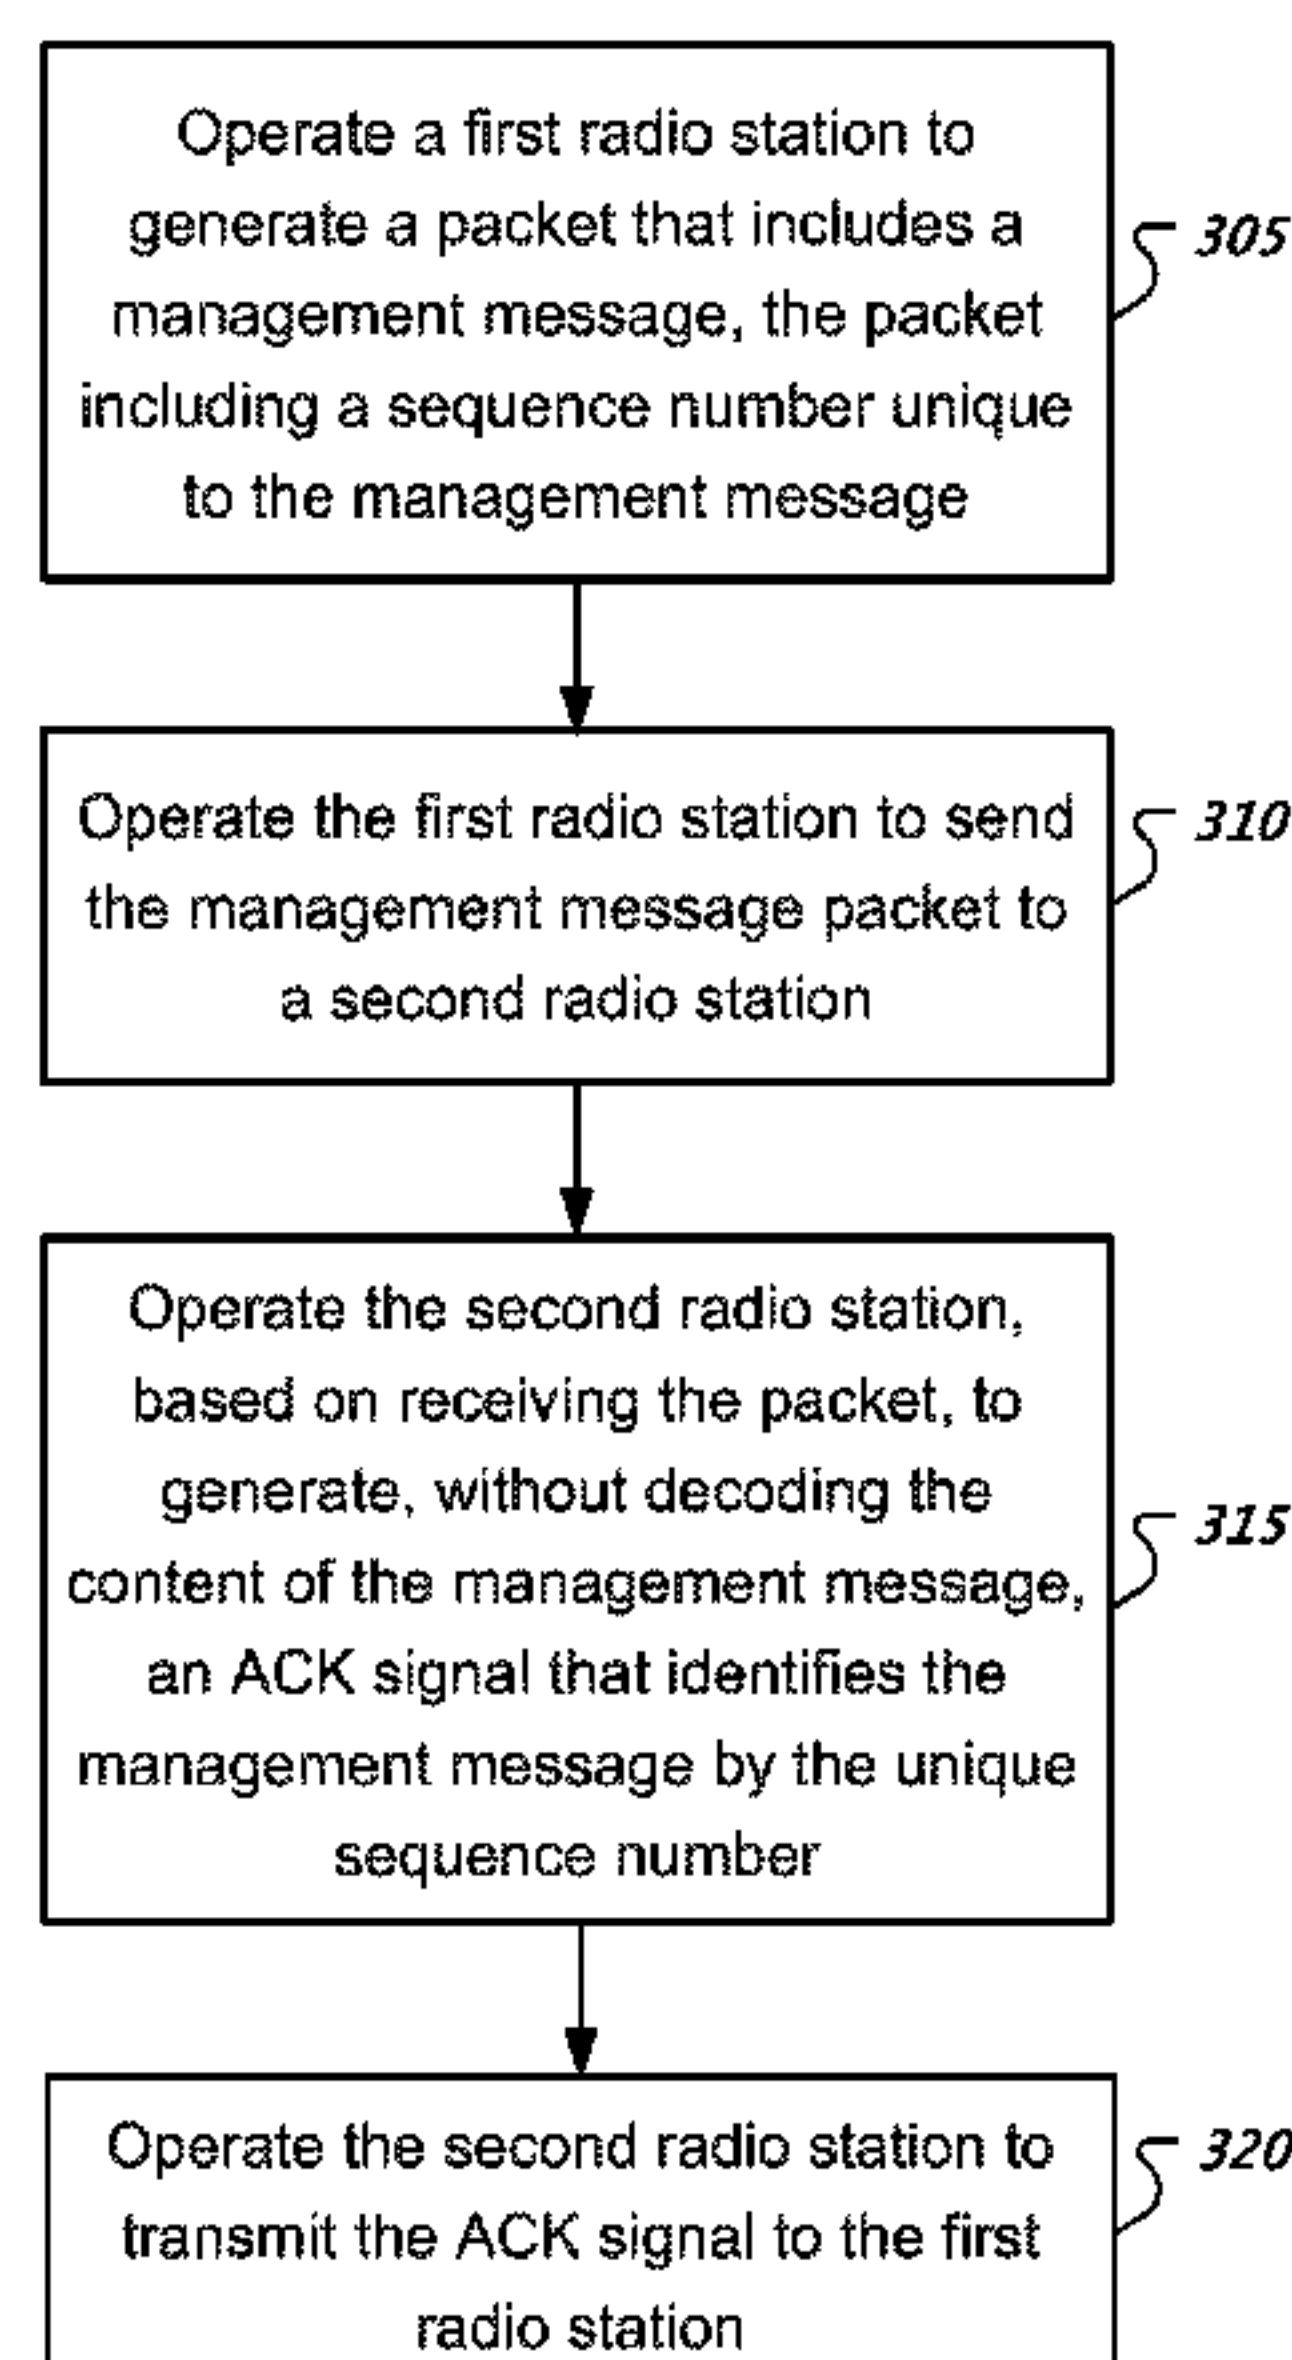 Operate a first radio station to
generate a packet that includes a
management message, the packet
including a sequence number unique
to the management message
305
Operate the first radio station to send
the management message packet to
a second radio station
310
Operate the second radio station,
based on receiving the packet, to
generate, without decoding the
content of the management message,
an ACK signal that identifies the
management message by the unique
sequence number
315
Operate the second radio station to
transmit the ACK signal to the first
radio station
320